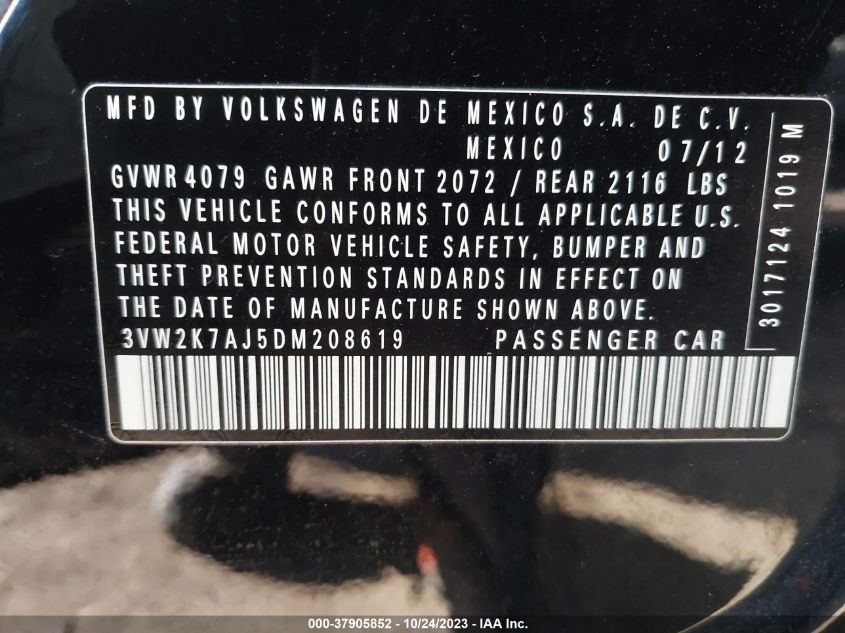 MFD BY VOLKSWAGEN DE MEXICO S.A. DE C.V.
MEXICO 07/12
GVWR 4079 GAWR FRONT 2072 / REAR 2116 LBS
THIS VEHICLE CONFORMS TO ALL APPLICABLE U.S.
FEDERAL MOTOR VEHICLE SAFETY, BUMPER AND
THEFT PREVENTION STANDARDS IN EFFECT ON
THE DATE OF MANUFACTURE SHOWN ABOVE.
3VW2K7AJ5DM208619 PASSENGER CAR
3017124 1019 M
000-37905852 - 10/24/2023 - Copyright © 2023 IAA, Inc.